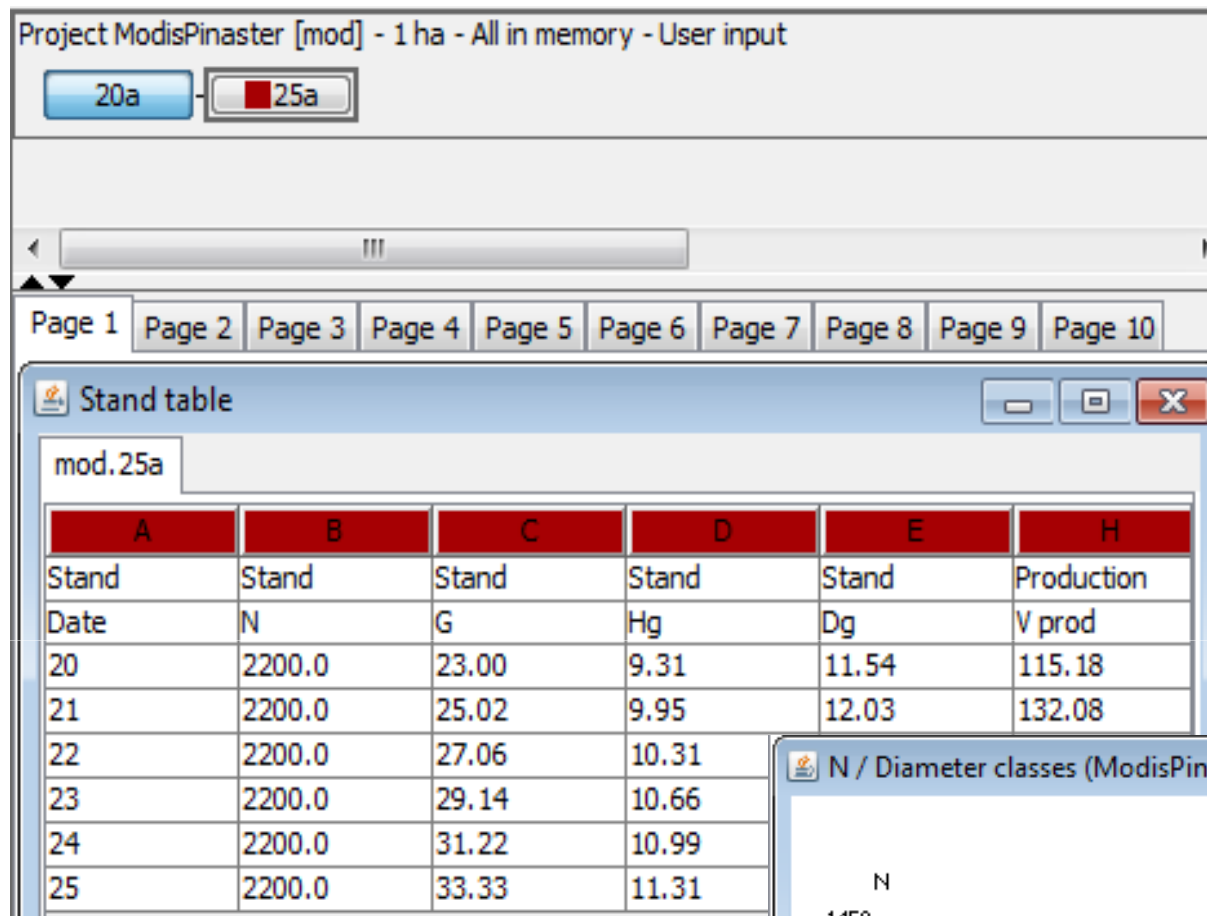 Project ModisPinaster [mod] - 1 ha - All in memory - User input
20a - 25a
Page 1 Page 2 Page 3 Page 4 Page 5 Page 6 Page 7 Page 8 Page 9 Page 10
Stand table
mod.25a
A B C D E H
Stand Stand Stand Stand Stand Production
Date N G Hg Dg V prod
20 2200.0 23.00 9.31 11.54 115.18
21 2200.0 25.02 9.95 12.03 132.08
22 2200.0 27.06 10.31
N / Diameter classes (ModisPin
23 2200.0 29.14 10.66
24 2200.0 31.22 10.99
25 2200.0 33.33 11.31
N